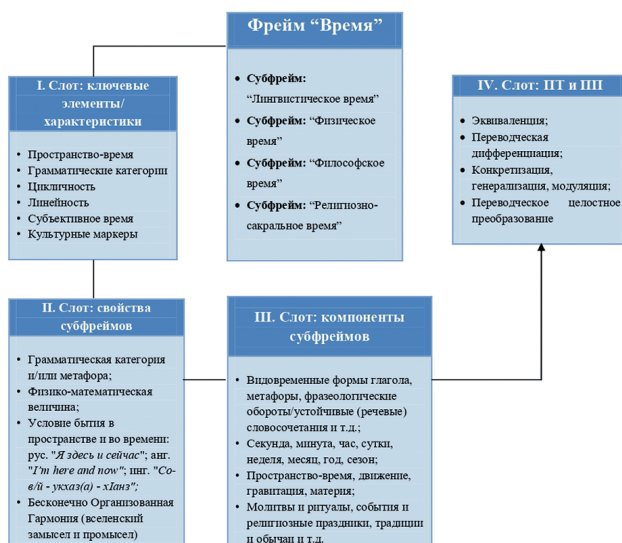 Фрейм “Время”
• Субфрейм:
“Лингвистическое время”
• Субфрейм: “Физическое
время”
• Субфрейм: “Философское
время”
• Субфрейм: “Религиозно-
сакральное время”
I. Слот: ключевые
элементы/
характеристики
• Пространство-время
• Грамматические категории
• Цикличность
• Линейность
• Субъективное время
• Культурные маркеры
II. Слот: свойства
субфреймов
• Грамматическая категория
и/или метафора;
• Физико-математическая
величина;
• Условие бытия в
пространстве и во времени:
рус. "Я здесь и сейчас"; анг.
"I'm here and now"; инг. "Со-
в/й - укхаз(а) - хIанз";
• Бесконечно Организованная
Гармония (вселенский
замысел и промысел)
III. Слот: компоненты
субфреймов
• Видовременные формы глагола,
метафоры, фразеологические
обороты/устойчивые (речевые)
словосочетания и т.д.;
• Секунда, минута, час, сутки,
неделя, месяц, год, сезон;
• Пространство-время, движение,
гравитация, материя;
• Молитвы и ритуалы, события и
религиозные праздники, традиции
и обычаи и т.д.
IV. Слот: ПТ и ПП
• Эквиваленция;
• Переводческая
дифференциация;
• Конкретизация,
генерализация, модуляция;
• Переводческое целостное
преобразование